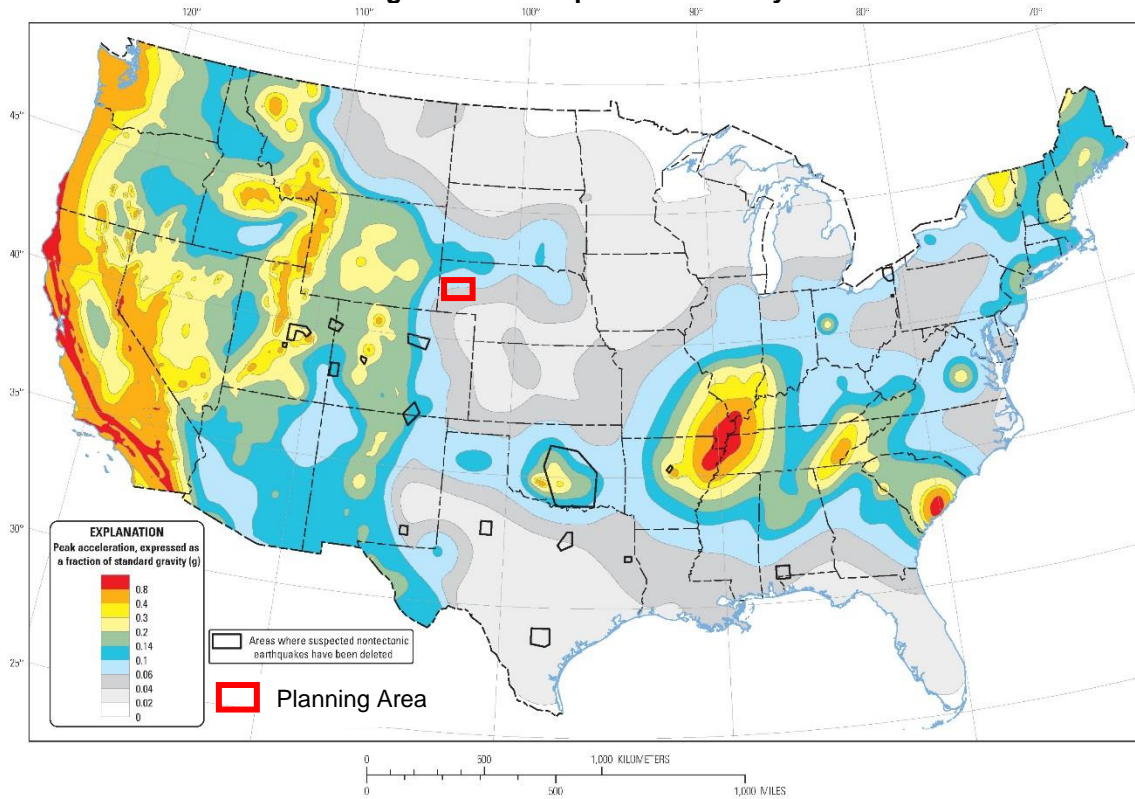 120°
110°
100°
90°
80°
70°
45°
40°
35°
30°
25°
EXPLANATION
Peak acceleration, expressed as
a fraction of standard gravity (g)
0.8
0.4
0.3
0.2
0.14
0.1
0.06
0.04
0.02
0
Areas where suspected nontectonic
earthquakes have been deleted
Planning Area
0 500 1,000 KILOMETERS
0 500 1,000 MILES